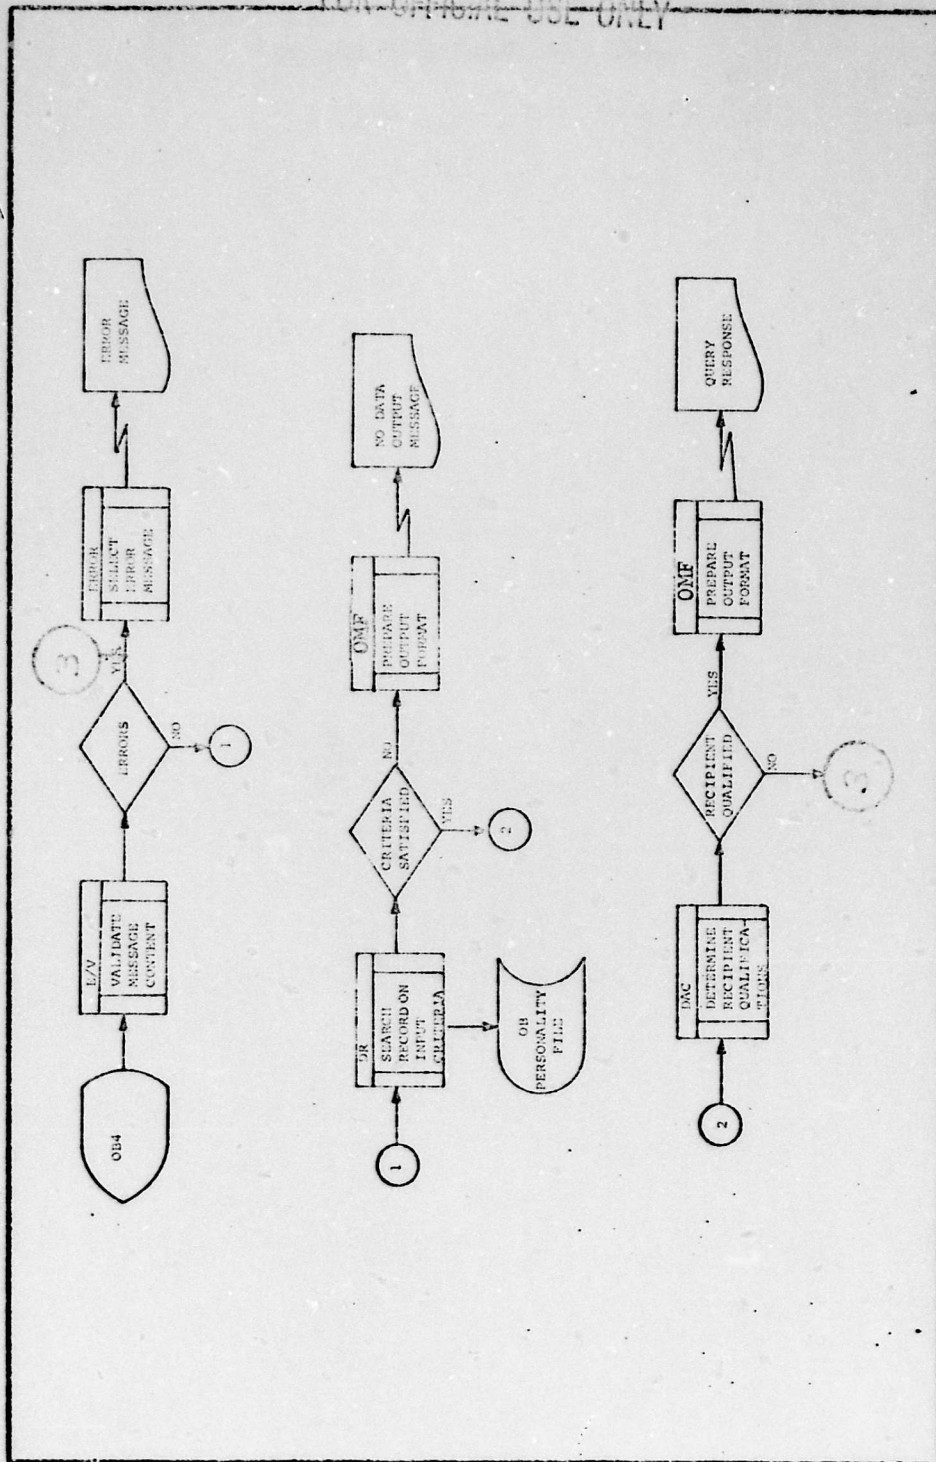 FOR OFFICIAL USE ONLY
OB4
E/V
VALIDATE
MESSAGE
CONTENT
ERRORS
YES
NO
1
3
ERROR
SELECT
ERROR
MESSAGE
ERROR
MESSAGE
1
DR
SEARCH
RECORD ON
INPUT
CRITERIA
OB
PERSONALITY
FILE
CRITERIA
SATISFIED
NO
YES
2
OMF
PREPARE
OUTPUT
FORMAT
NO DATA
OUTPUT
MESSAGE
2
DAC
DETERMINE
RECIPIENT
QUALIFICA-
TIONS
RECIPIENT
QUALIFIED
YES
NO
3
OMF
PREPARE
OUTPUT
FORMAT
QUERY
RESPONSE